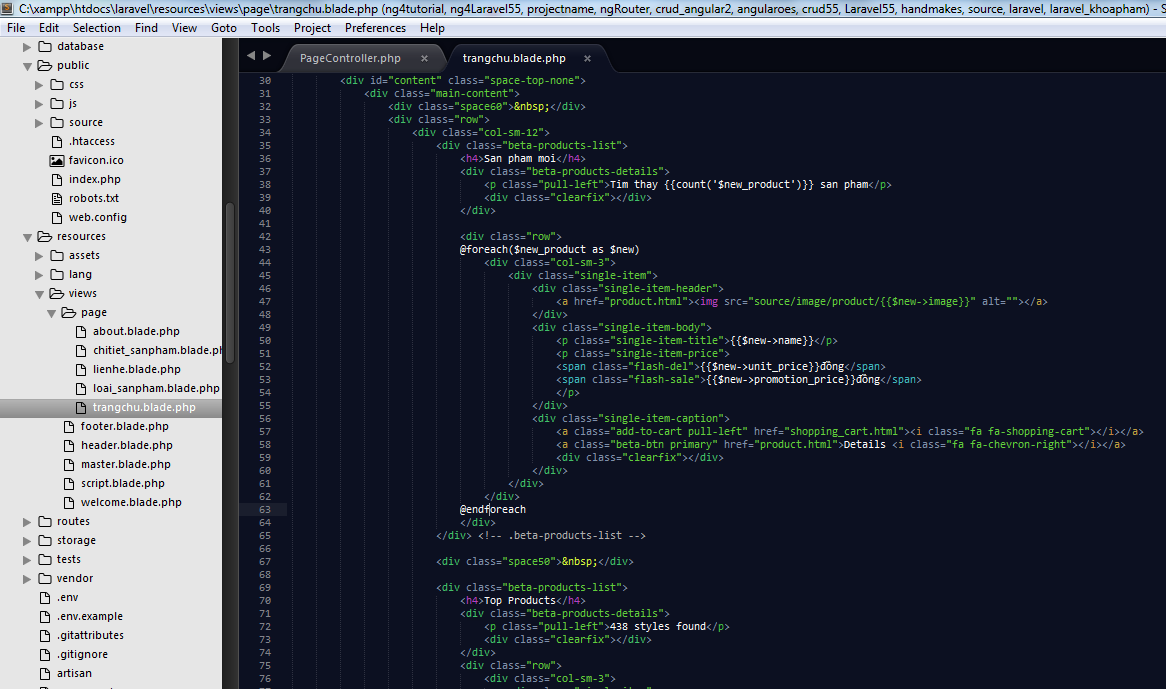 C:\xampp\htdocs\laravel\resources\views\page\trangchu.blade.php (ng4tutorial, ng4Laravel55, projectname, ngRouter, crud_angular2, angularoes, crud55, Laravel55, handmakes, source, laravel, laravel_khoapham) - S
File Edit Selection Find View Goto Tools Project Preferences Help
database
public
css
js
source
.htaccess
favicon.ico
index.php
robots.txt
web.config
resources
assets
lang
views
page
about.blade.php
chitiet_sanpham.blade.ph
lienhe.blade.php
loai_sanpham.blade.php
trangchu.blade.php
footer.blade.php
header.blade.php
master.blade.php
script.blade.php
welcome.blade.php
routes
storage
tests
vendor
.env
.env.example
.gitattributes
.gitignore
artisan
PageController.php × trangchu.blade.php ×
30 <div id="content" class="space-top-none">
31 <div class="main-content">
32 <div class="space60">&nbsp;</div>
33 <div class="row">
34 <div class="col-sm-12">
35 <div class="beta-products-list">
36 <h4>San pham moi</h4>
37 <div class="beta-products-details">
38 <p class="pull-left">Tim thay {{count('$new_product')}} san pham</p>
39 <div class="clearfix"></div>
40 </div>
41
42 <div class="row">
43 @foreach($new_product as $new)
44 <div class="col-sm-3">
45 <div class="single-item">
46 <div class="single-item-header">
47 <a href="product.html"><img src="source/image/product/{{$new->image}}" alt=""></a>
48 </div>
49 <div class="single-item-body">
50 <p class="single-item-title">{{$new->name}}</p>
51 <p class="single-item-price">
52 <span class="flash-del">{{$new->unit_price}}đồng</span>
53 <span class="flash-sale">{{$new->promotion_price}}đồng</span>
54 </p>
55 </div>
56 <div class="single-item-caption">
57 <a class="add-to-cart pull-left" href="shopping_cart.html"><i class="fa fa-shopping-cart"></i></a>
58 <a class="beta-btn primary" href="product.html">Details <i class="fa fa-chevron-right"></i></a>
59 <div class="clearfix"></div>
60 </div>
61 </div>
62 </div>
63 @endforeach
64 </div>
65 </div> <!-- .beta-products-list -->
66
67 <div class="space50">&nbsp;</div>
68
69 <div class="beta-products-list">
70 <h4>Top Products</h4>
71 <div class="beta-products-details">
72 <p class="pull-left">438 styles found</p>
73 <div class="clearfix"></div>
74 </div>
75 <div class="row">
76 <div class="col-sm-3">